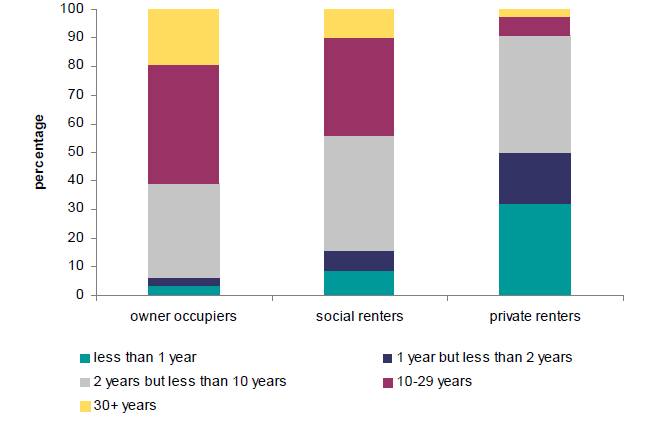 100
90
80
70
60
50
40
30
20
10
0
percentage
owner occupiers social renters private renters
less than 1 year 1 year but less than 2 years
2 years but less than 10 years 10-29 years
30+ years